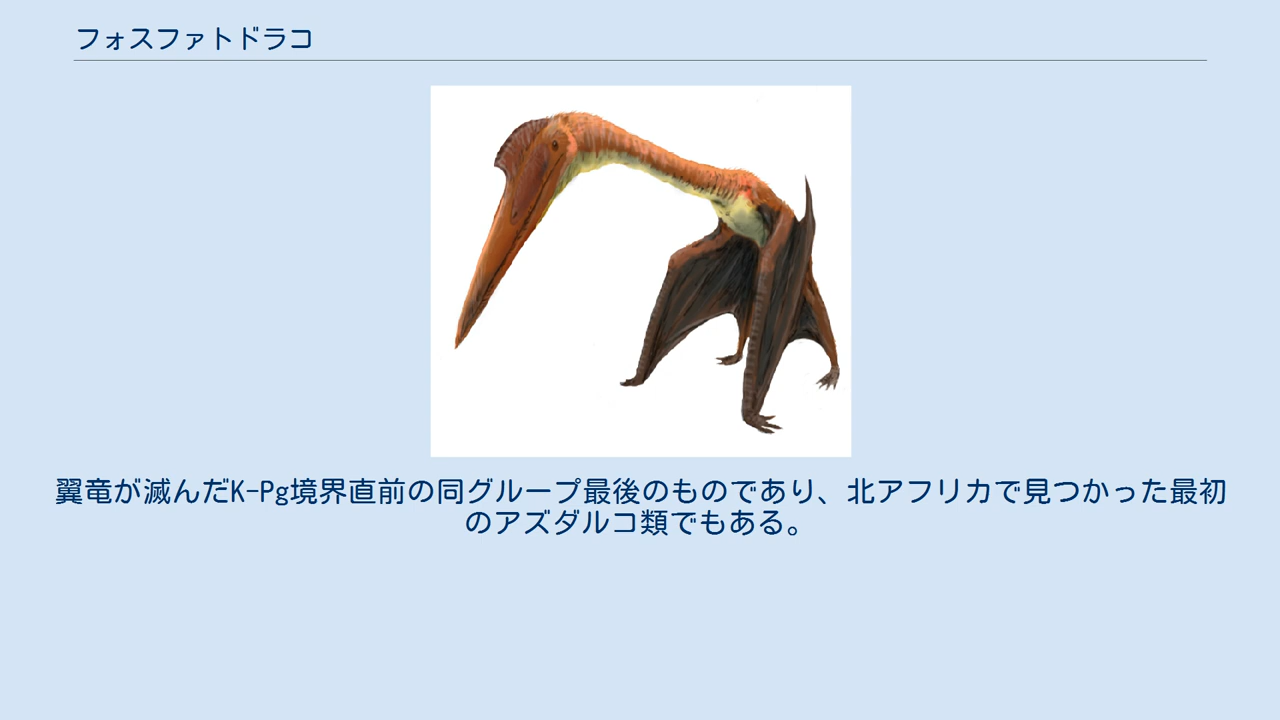 フォスファトドラコ
翼竜が滅んだK-Pg境界直前の同グループ最後のものであり、北アフリカで見つかった最初
のアズダルコ類でもある。